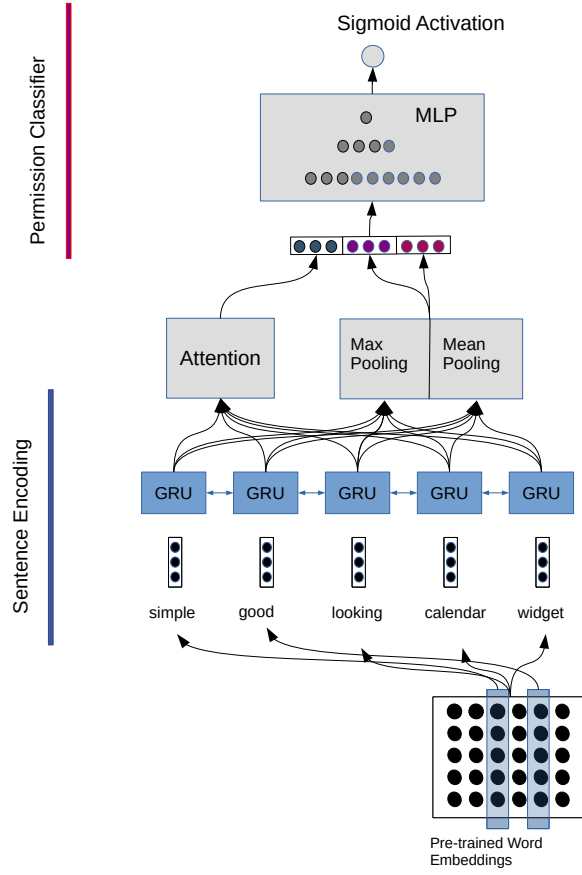 Sigmoid Activation
MLP
Permission Classifier
Attention
Max
Pooling
Mean
Pooling
Sentence Encoding
GRU GRU GRU GRU GRU
simple good looking calendar widget
Pre-trained Word
Embeddings